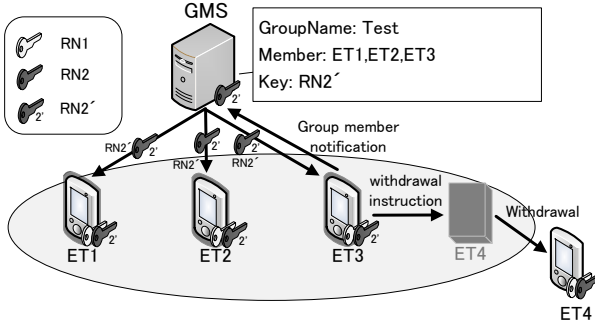 GMS
RN1
RN2
RN2´
2'
GroupName: Test
Member: ET1,ET2,ET3
Key: RN2´
2'
Group member
notification
RN2´ 2'
RN2´ 2'
RN2´ 2'
withdrawal
instruction
Withdrawal
2'
2'
2'
ET1
ET2
ET3
ET4
ET4